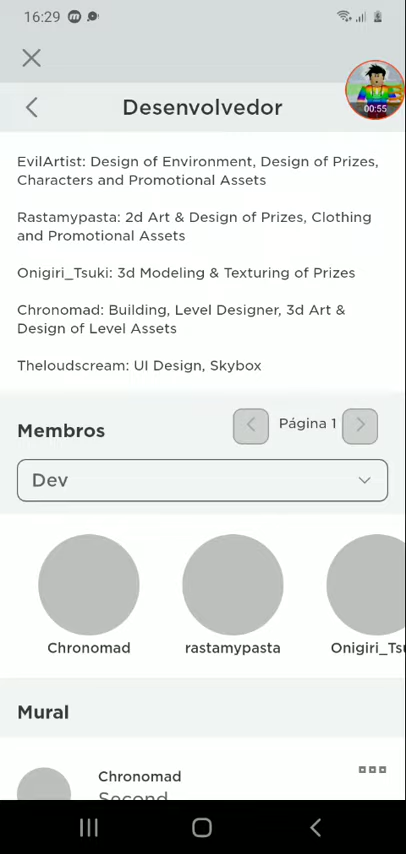 16:29
Desenvolvedor
00:55
EvilArtist: Design of Environment, Design of Prizes,
Characters and Promotional Assets
Rastamypasta: 2d Art & Design of Prizes, Clothing
and Promotional Assets
Onigiri_Tsuki: 3d Modeling & Texturing of Prizes
Chronomad: Building, Level Designer, 3d Art &
Design of Level Assets
Theloudscream: UI Design, Skybox
Membros
Página 1
Dev
Chronomad
rastamypasta
Onigiri_Tsu
Mural
Chronomad
Second